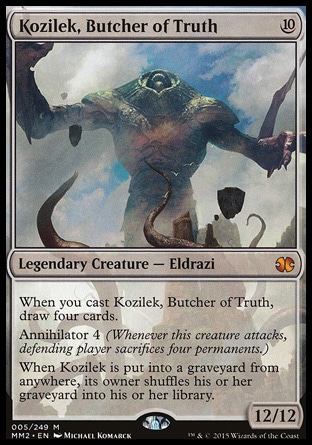 Kozilek, Butcher of Truth 10
Legendary Creature — Eldrazi
When you cast Kozilek, Butcher of Truth,
draw four cards.
Annihilator 4 (Whenever this creature attacks,
defending player sacrifices four permanents.)
When Kozilek is put into a graveyard from
anywhere, its owner shuffles his or her
graveyard into his or her library.
12/12
005/249 M
MM2 • EN MICHAEL KOMARCK
™ & © 2015 Wizards of the Coast